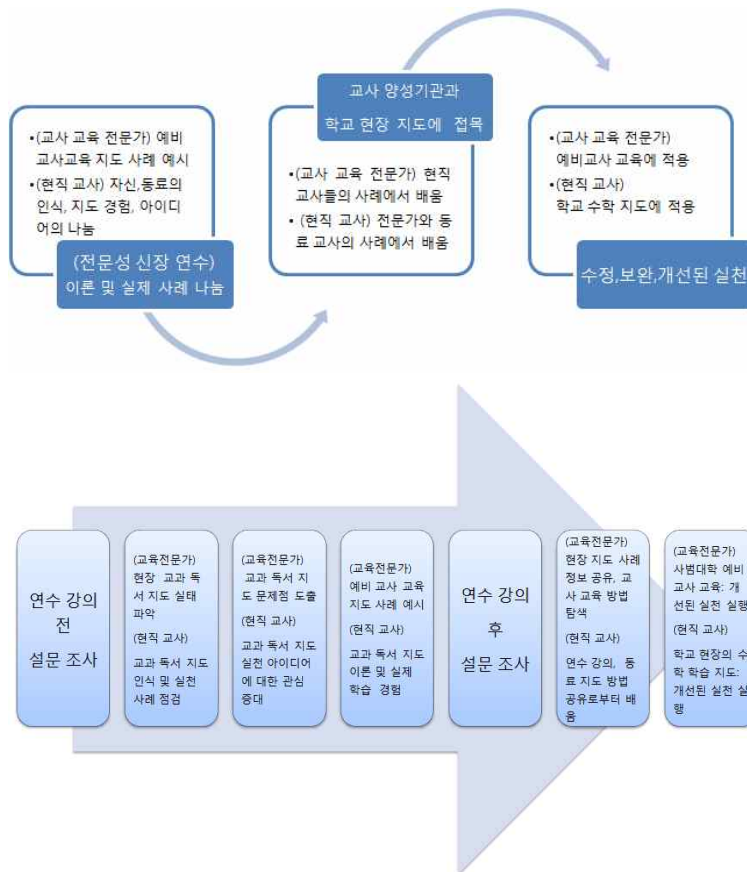 •(교사 교육 전문가) 예비
교사교육 지도 사례 예시
•(현직 교사) 자신,동료의
인식, 지도 경험, 아이디
어의 나눔
(전문성 신장 연수)
이론 및 실제 사례 나눔
교사 양성기관과
학교 현장 지도에 접목
•(교사 교육 전문가) 현직
교사들의 사례에서 배움
• (현직 교사) 전문가와 동
료 교사의 사례에서 배움
•(교사 교육 전문가)
예비교사 교육에 적용
•(현직 교사)
학교 수학 지도에 적용
수정,보완,개선된 실천
연수 강의
전
설문 조사
(교육전문가)
현장 교과 독
서 지도 실태
파악
(현직 교사)
교과 독서 지도
인식 및 실천
사례 점검
(교육전문가)
교과 독서 지
도 문제점 도출
(현직 교사)
교과 독서 지도
실천 아이디어
에 대한 관심
증대
(교육전문가)
예비 교사 교육
지도 사례 예시
(현직 교사)
교과 독서 지도
이론 및 실제
학습 경험
연수 강의
후
설문 조사
(교육전문가)
현장 지도 사례
정보 공유, 교
사 교육 방법
탐색
(현직 교사)
연수 강의, 동
료 지도 방법
공유로부터 배
움
(교육전문가)
사범대학 예비
교사 교육: 개
선된 실천 실행
(현직 교사)
학교 현장의 수
학 학습 지도:
개선된 실천 실
행